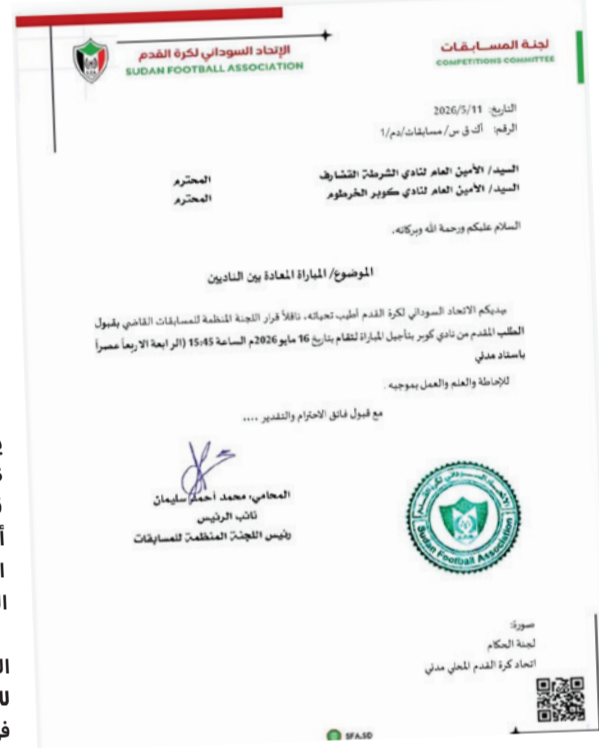 الإتحاد السوداني لكرة القدم
SUDAN FOOTBALL ASSOCIATION
لجنة المســابـقـات
COMPETITIONS COMMITTEE
التاريخ: 2026/5/11
الرقم: أك ق س/ مسابقات/دم/1
السيد/ الأمين العام لنادي الشرطة القضارف المحترم
السيد/ الأمين العام لنادي كوبر الخرطوم المحترم
السلام عليكم ورحمة الله وبركاته،
الموضوع/ المباراة المعادة بين الناديين
يهديكم الاتحاد السوداني لكرة القدم أطيب تحياته، ناقلاً قرار اللجنة المنظمة للمسابقات القاضي بقبول
الطلب المقدم من نادي كوبر بتأجيل المباراة لتقام بتاريخ 16 مايو 2026م الساعة 15:45 (الرابعة الا ربعاً عصراً
باستاد مدني
للإحاطة والعلم والعمل بموجبه .
مع قبول فائق الاحترام والتقدير ....
المحامي، محمد أحمد سليمان
نائب الرئيس
رئيس اللجنة المنظمة للمسابقات
الإتحاد السوداني لكرة القدم
Sudan Football Association
صورة:
لجنة الحكام
اتحاد كرة القدم المحلي مدني
SFA.SD